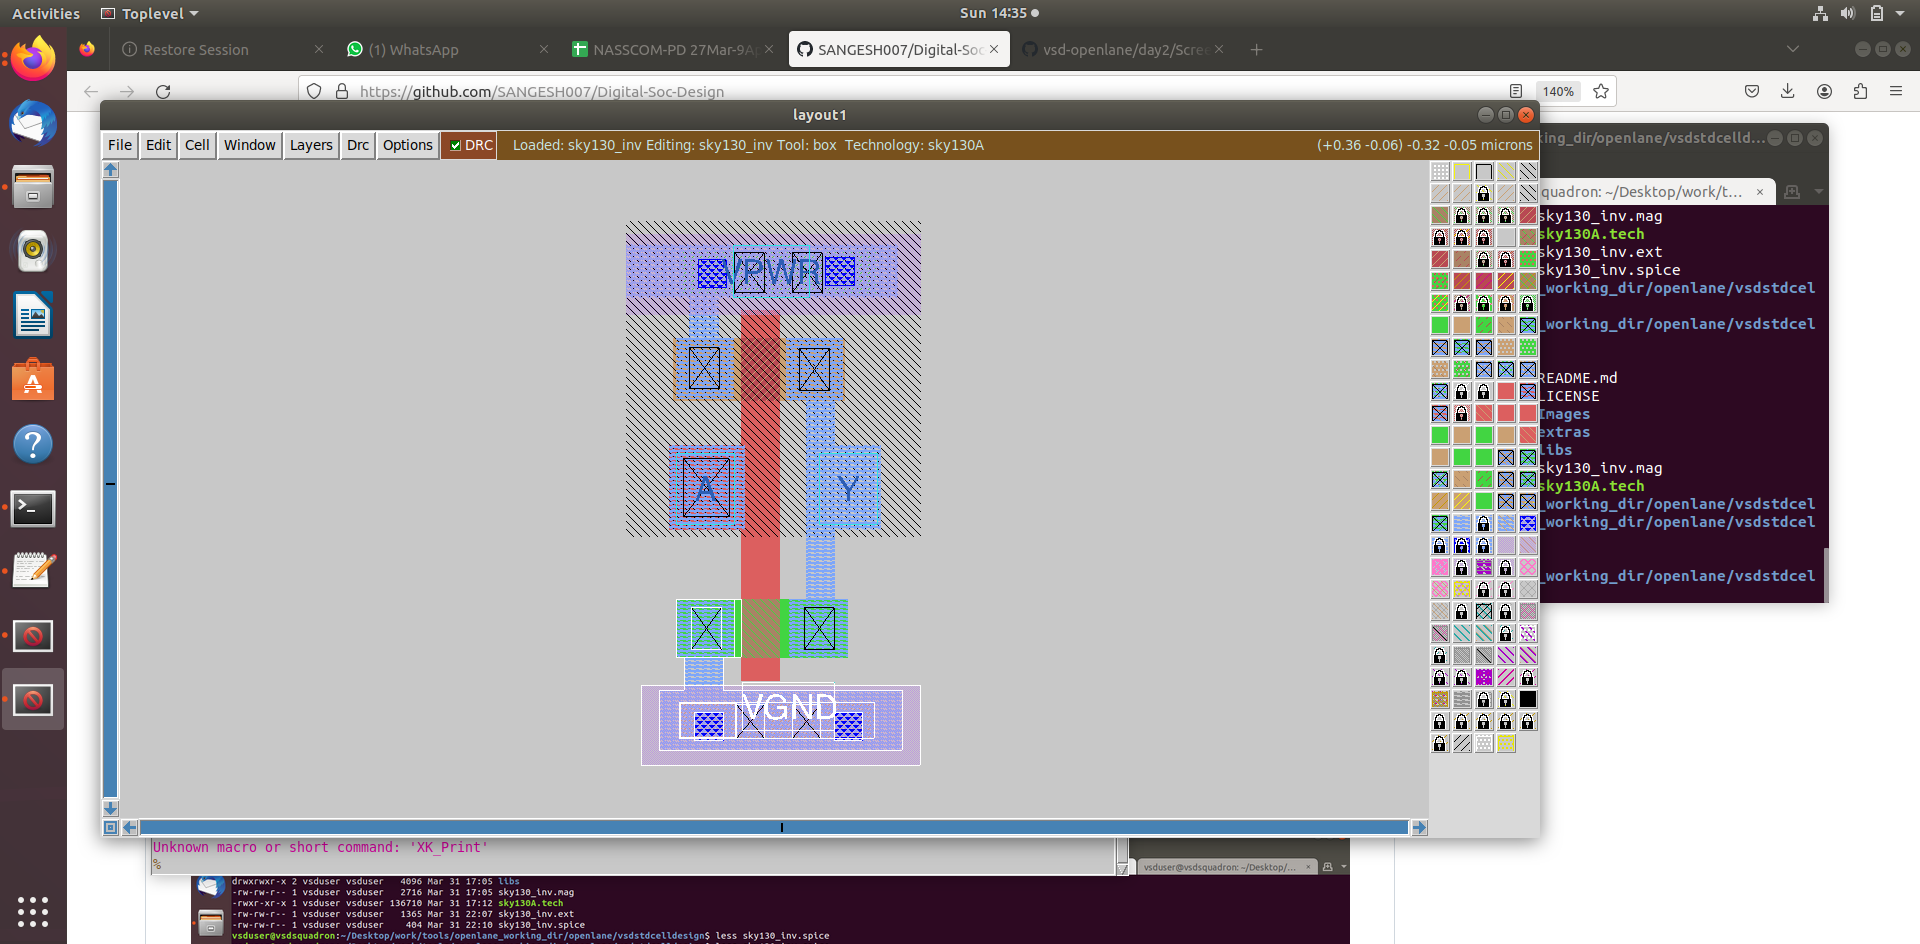 Activities
Toplevel
Sun 14:35
Restore Session
(1) WhatsApp
NASSCOM-PD 27Mar-9A
SANGESH007/Digital-Soc
vsd-openlane/day2/Scre
https://github.com/SANGESH007/Digital-Soc-Design
140%
layout1
File
Edit
Cell
Window
Layers
Drc
Options
DRC
Loaded: sky130_inv Editing: sky130_inv Tool: box Technology: sky130A
(+0.36 -0.06) -0.32 -0.05 microns
king_dir/openlane/vsdstdcelld...
squadron: ~/Desktop/work/t...
sky130_inv.mag
sky130A.tech
sky130_inv.ext
sky130_inv.spice
_working_dir/openlane/vsdstdcel
_working_dir/openlane/vsdstdcel
README.md
LICENSE
Images
extras
libs
sky130_inv.mag
sky130A.tech
_working_dir/openlane/vsdstdcel
_working_dir/openlane/vsdstdcel
_working_dir/openlane/vsdstdcel
VPWR
A
Y
VGND
Unknown macro or short command: 'XK_Print'
%
vsduser@vsdsquadron: ~/Desktop/...
drwxrwxr-x 2 vsduser vsduser 4096 Mar 31 17:05 libs
-rw-rw-r-- 1 vsduser vsduser 2716 Mar 31 17:05 sky130_inv.mag
-rwxr-xr-x 1 vsduser vsduser 136710 Mar 31 17:12 sky130A.tech
-rw-rw-r-- 1 vsduser vsduser 1365 Mar 31 22:07 sky130_inv.ext
-rw-rw-r-- 1 vsduser vsduser 404 Mar 31 22:10 sky130_inv.spice
vsduser@vsdsquadron:~/Desktop/work/tools/openlane_working_dir/openlane/vsdstdcelldesign$ less sky130_inv.spice